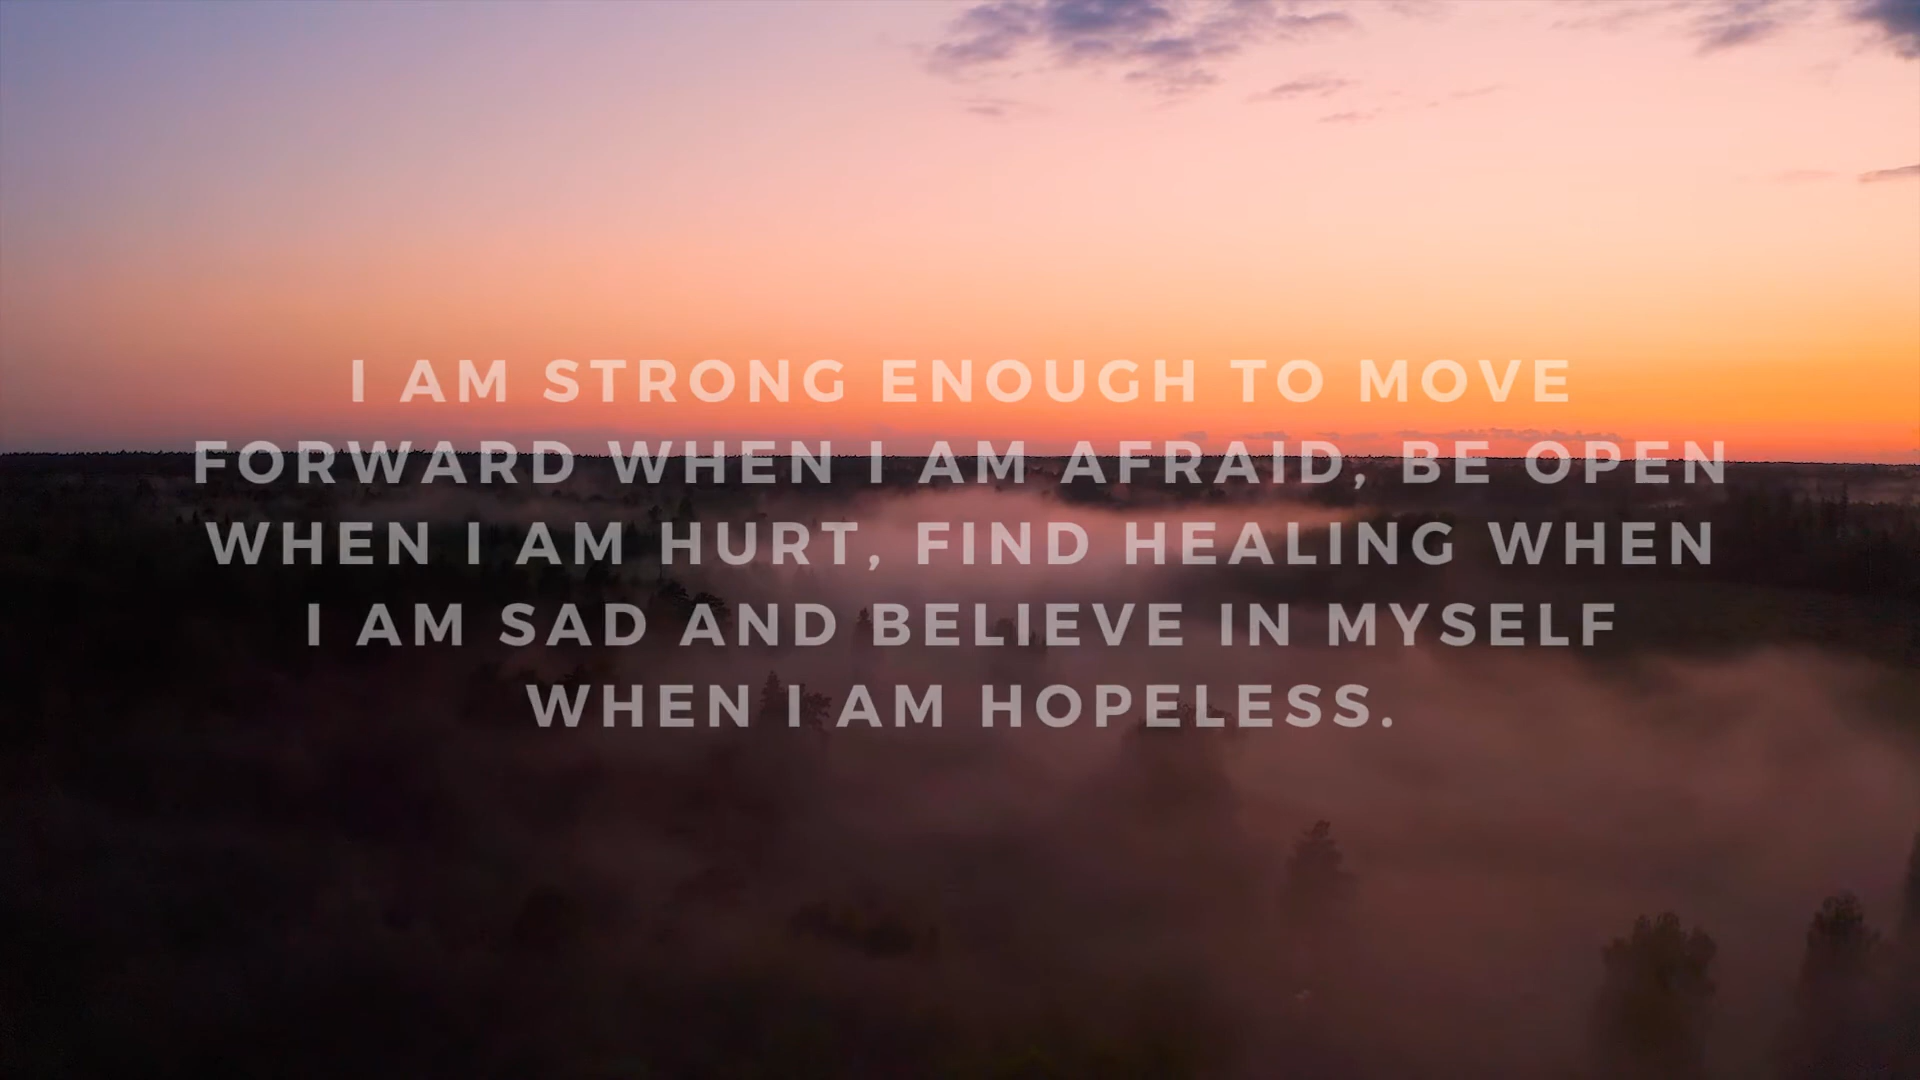 I AM STRONG ENOUGH TO MOVE
FORWARD WHEN I AM AFRAID, BE OPEN
WHEN I AM HURT, FIND HEALING WHEN
I AM SAD AND BELIEVE IN MYSELF
WHEN I AM HOPELESS.